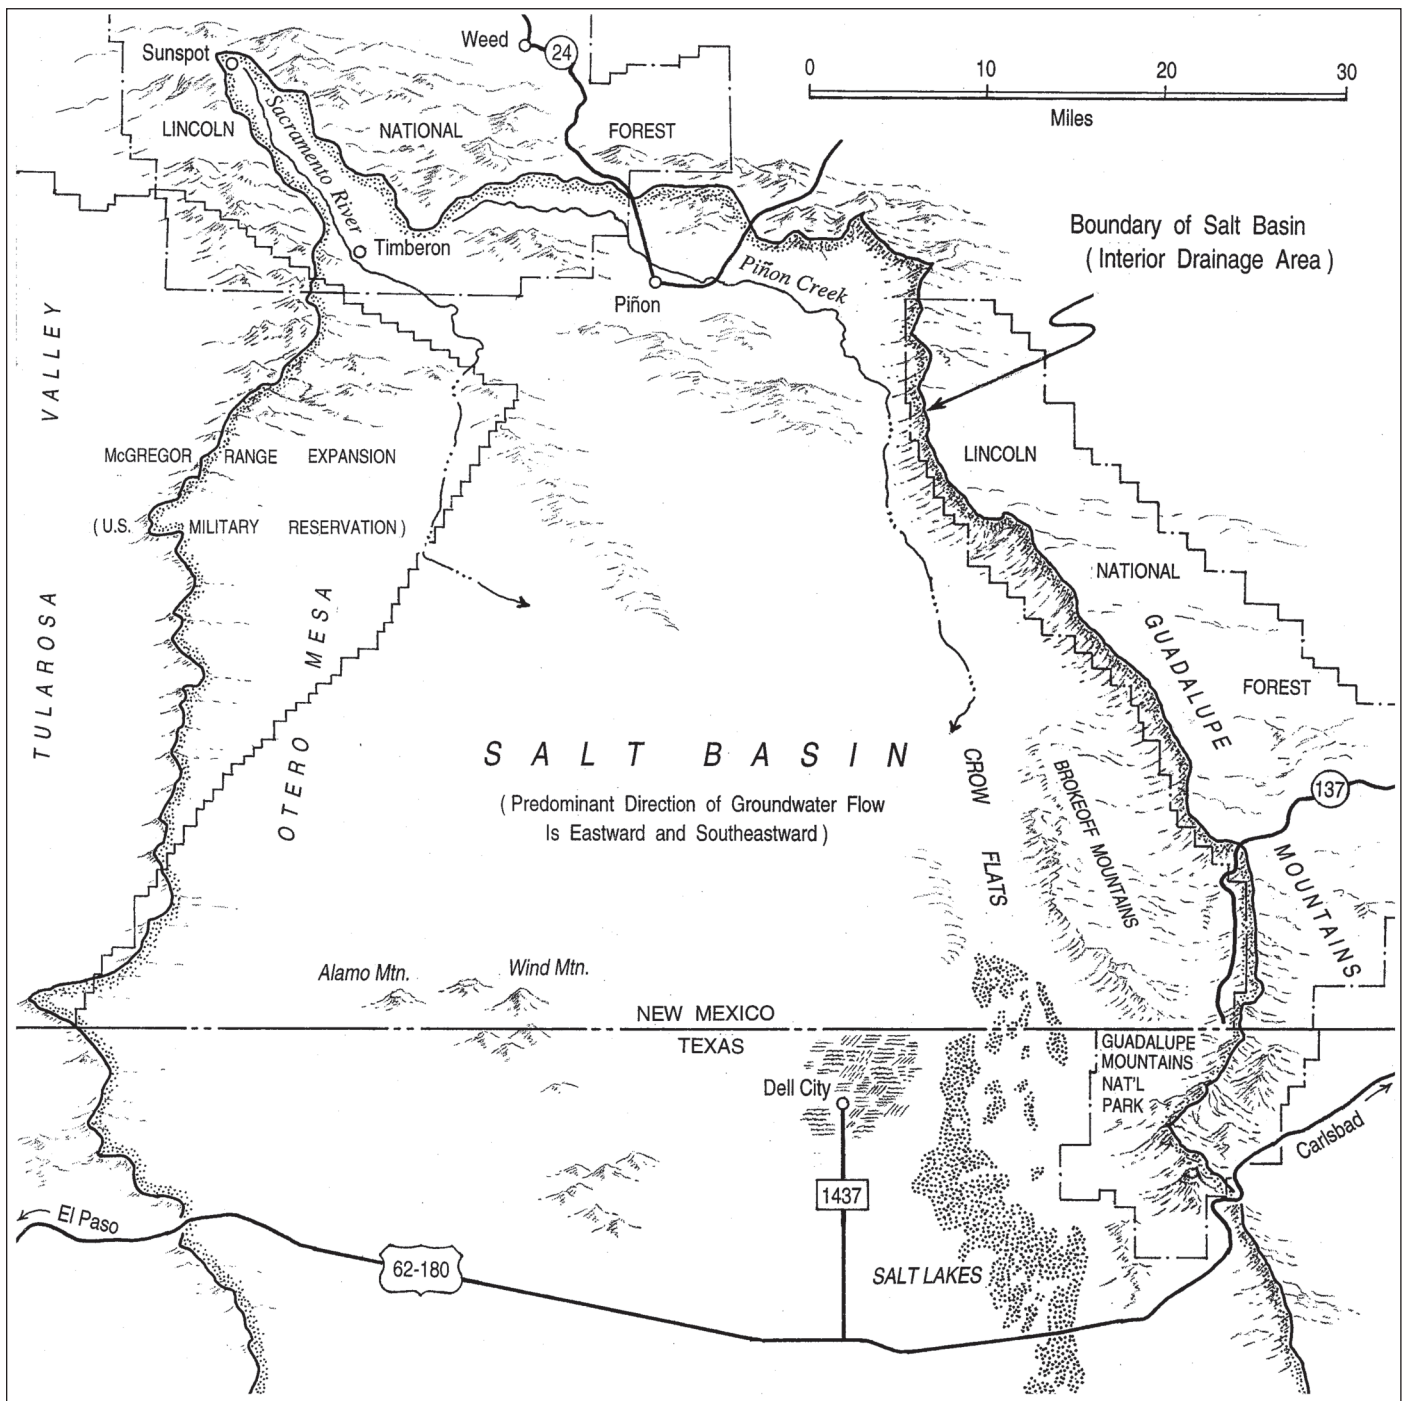 Weed
24
Sunspot
0 10 20 30
Miles
Sacramento River
LINCOLN
NATIONAL
FOREST
Timberon
Piñon
Piñon Creek
Boundary of Salt Basin
( Interior Drainage Area )
VALLEY
TULAROSA
McGREGOR RANGE EXPANSION
( U.S. MILITARY RESERVATION )
LINCOLN
NATIONAL
FOREST
GUADALUPE
MOUNTAINS
OTERO MESA
SALT BASIN
( Predominant Direction of Groundwater Flow
Is Eastward and Southeastward )
CROW
FLATS
BROKEOFF MOUNTAINS
137
Alamo Mtn.
Wind Mtn.
NEW MEXICO
TEXAS
GUADALUPE
MOUNTAINS
NAT'L
PARK
Dell City
1437
Carlsbad
El Paso
62-180
SALT LAKES